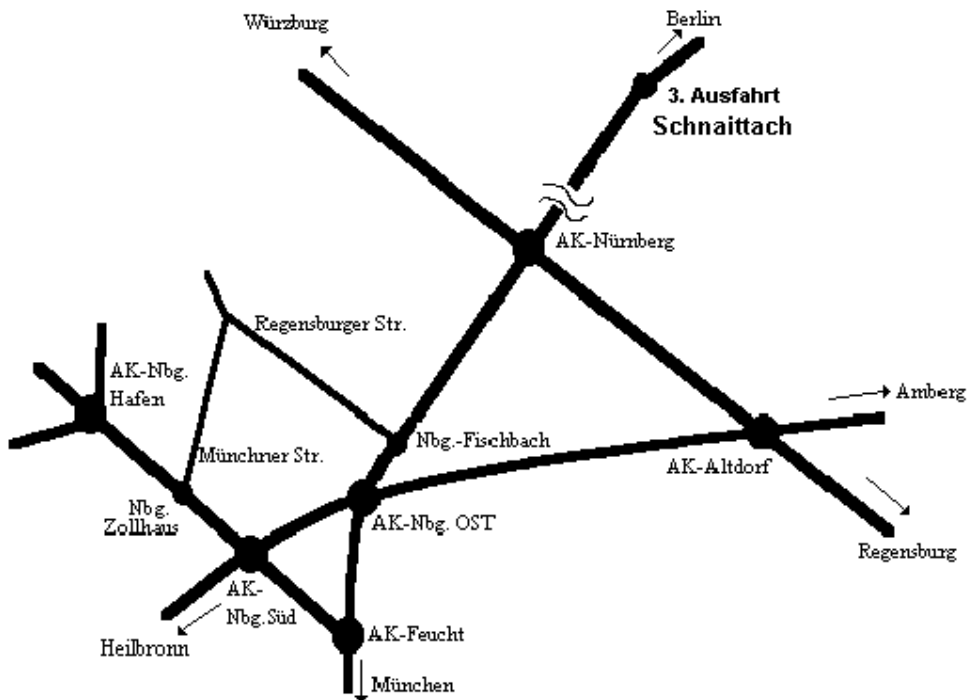 Würzburg
Berlin
3. Ausfahrt
Schnaittach
AK-Nürnberg
Regensburger Str.
AK-Nbg.
Hafen
Amberg
Nbg.-Fischbach
Münchner Str.
AK-Altdorf
Nbg.
Zollhaus
AK-Nbg. OST
Regensburg
AK-
Nbg.Süd
AK-Feucht
Heilbronn
München